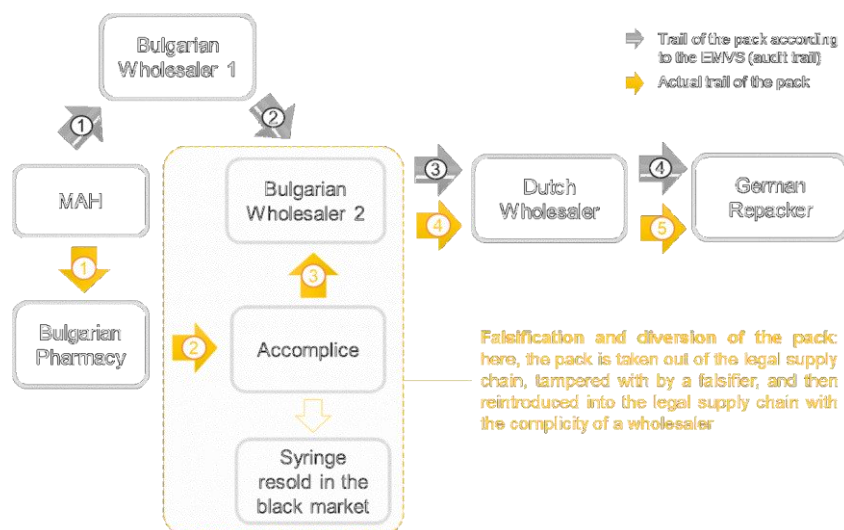 Bulgarian
Wholesaler 1
Trail of the pack according
to the EMVS (audit trail)
Actual trail of the pack
1
2
MAH
Bulgarian
Wholesaler 2
3
4
Dutch
Wholesaler
4
5
German
Repacker
1
3
Bulgarian
Pharmacy
2
Accomplice
Falsification and diversion of the pack:
here, the pack is taken out of the legal supply
chain, tampered with by a falsifier, and then
reintroduced into the legal supply chain with
the complicity of a wholesaler
Syringe
resold in the
black market